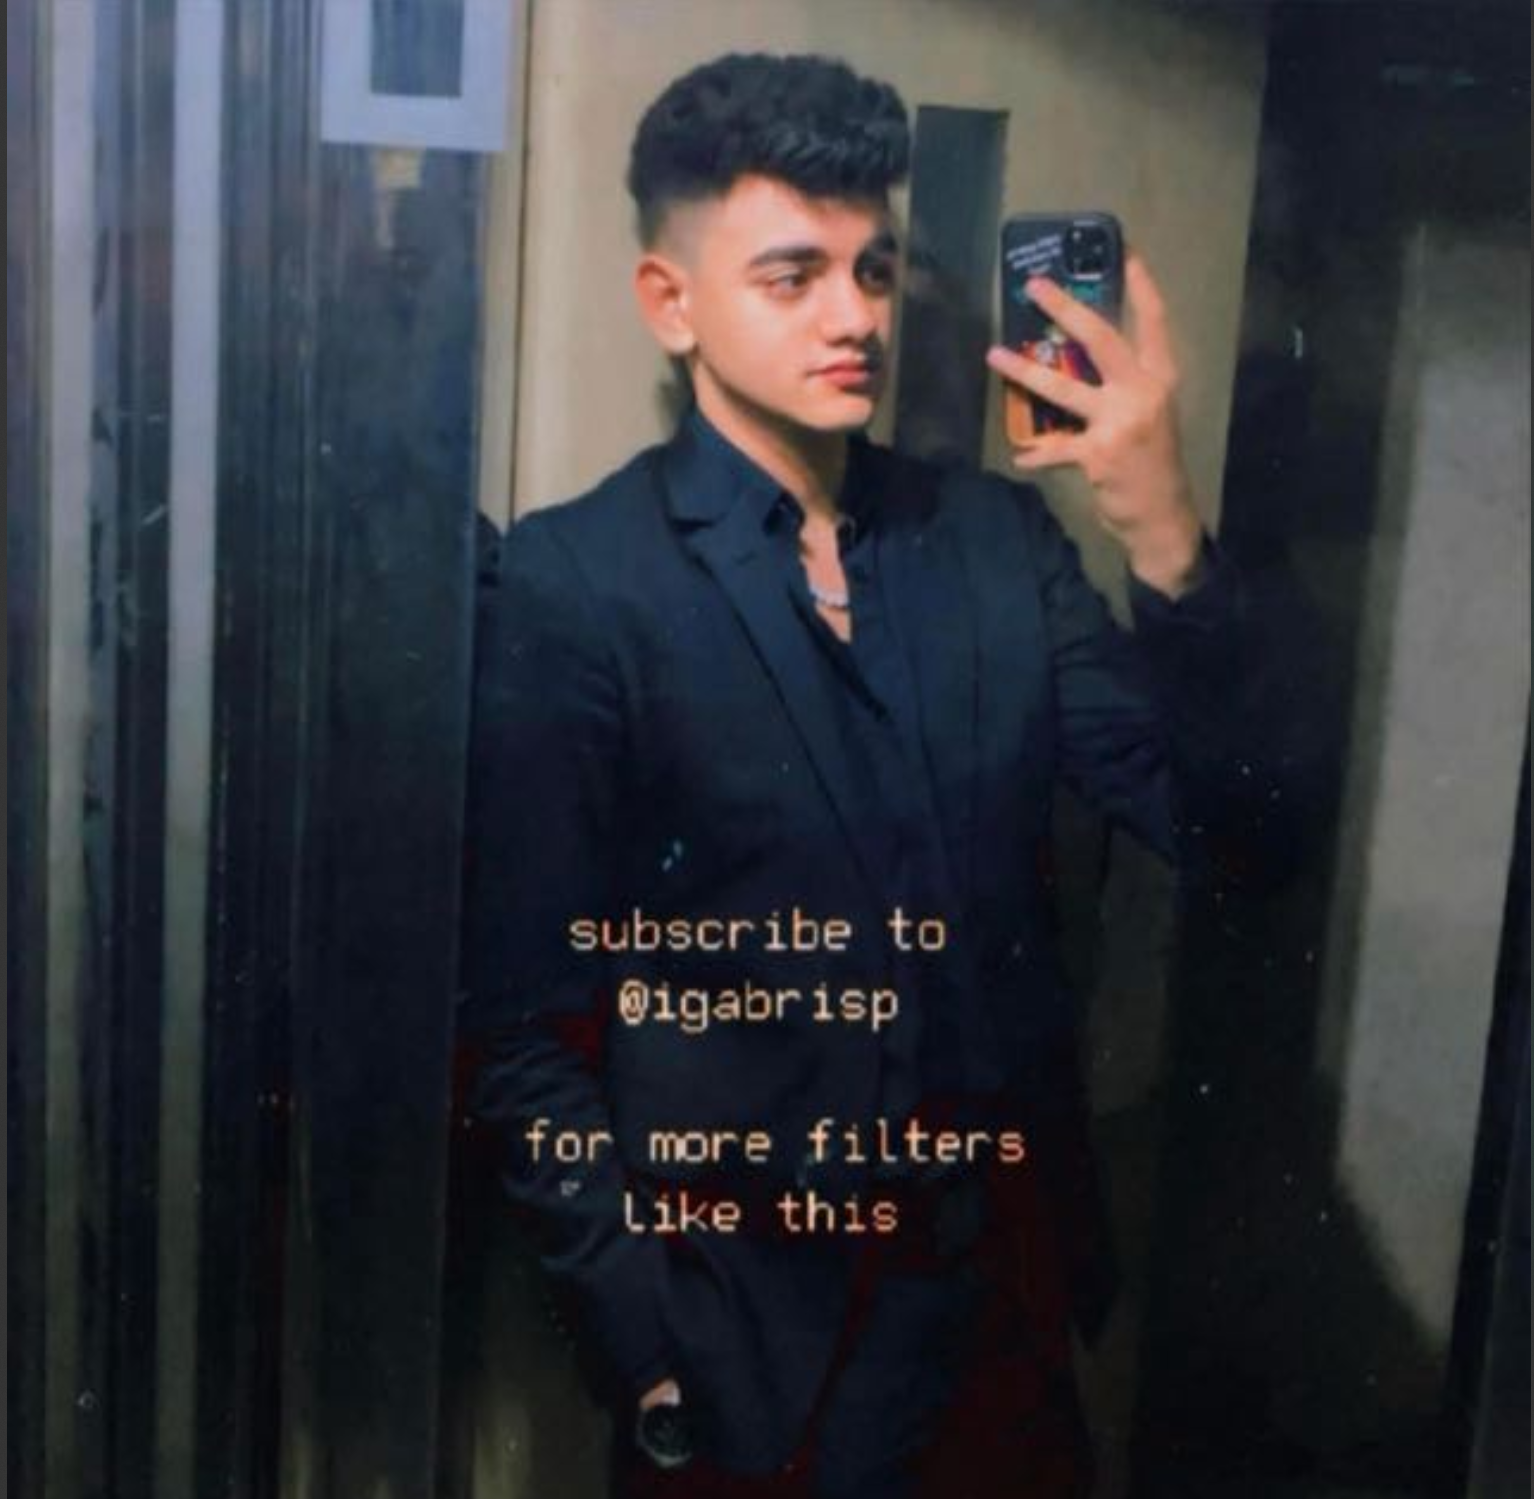 subscribe to
@igabrisp
for more filters
like this